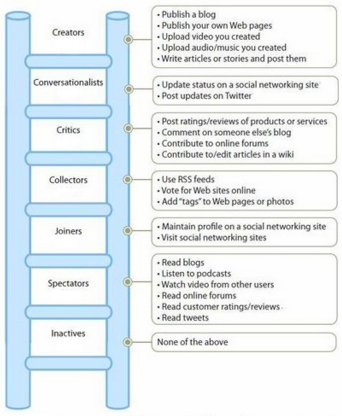 Creators
• Publish a blog
• Publish your own Web pages
• Upload video you created
• Upload audio/music you created
• Write articles or stories and post them
Conversationalists
• Update status on a social networking site
• Post updates on Twitter
Critics
• Post ratings/reviews of products or services
• Comment on someone else's blog
• Contribute to online forums
• Contribute to/edit articles in a wiki
Collectors
• Use RSS feeds
• Vote for Web sites online
• Add "tags" to Web pages or photos
Joiners
• Maintain profile on a social networking site
• Visit social networking sites
Spectators
• Read blogs
• Listen to podcasts
• Watch video from other users
• Read online forums
• Read customer ratings/reviews
• Read tweets
Inactives
None of the above